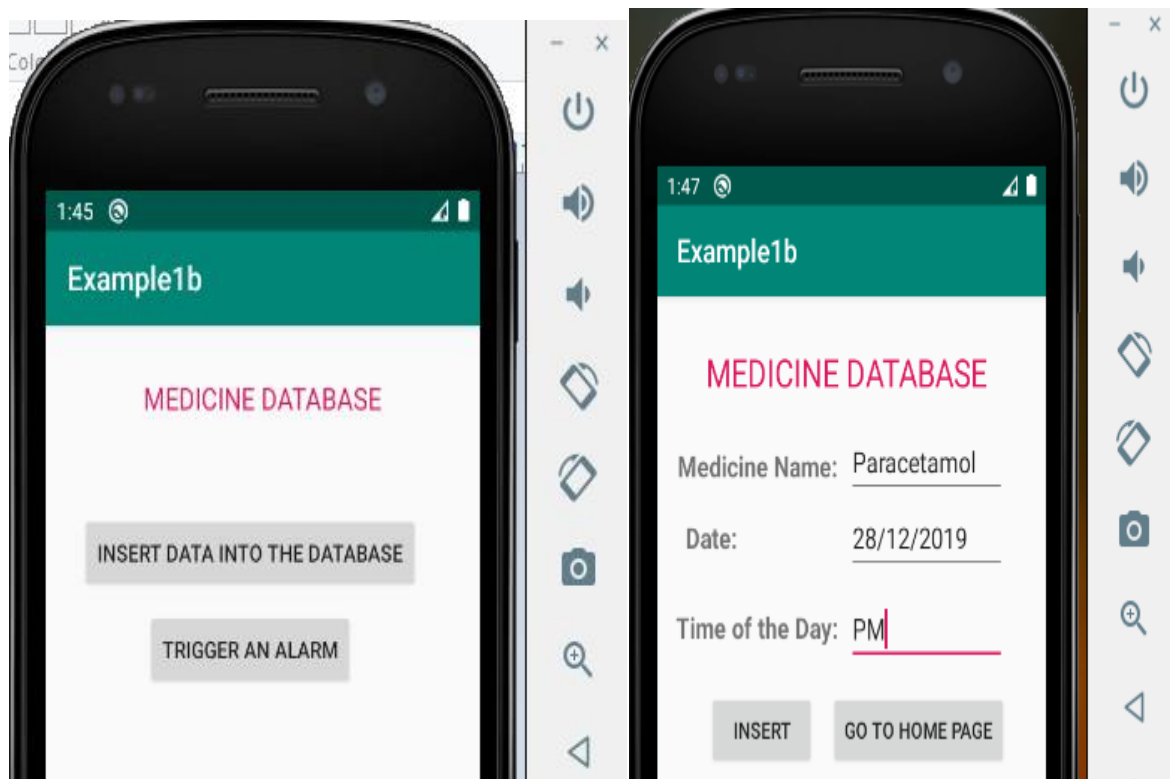 Cole
1:45
Example1b
MEDICINE DATABASE
INSERT DATA INTO THE DATABASE
TRIGGER AN ALARM
1:47
Example1b
MEDICINE DATABASE
Medicine Name: Paracetamol
Date: 28/12/2019
Time of the Day: PM
INSERT GO TO HOME PAGE